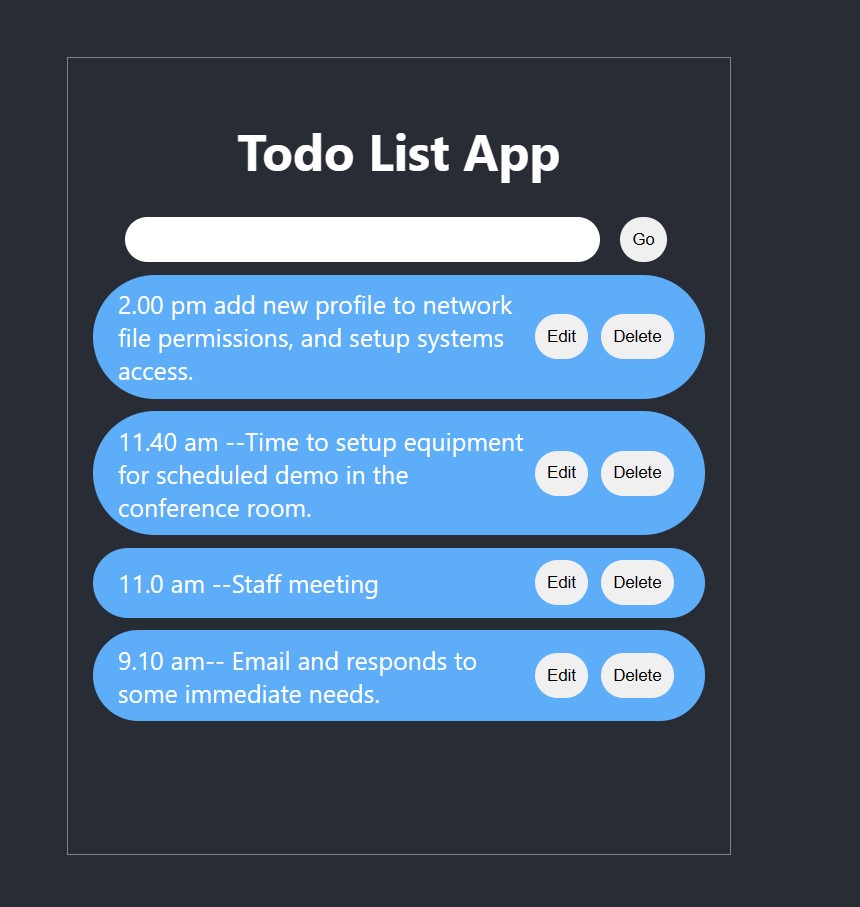 Todo List App
Go
2.00 pm add new profile to network
file permissions, and setup systems
access.
Edit Delete
11.40 am --Time to setup equipment
for scheduled demo in the
conference room.
Edit Delete
11.0 am --Staff meeting
Edit Delete
9.10 am-- Email and responds to
some immediate needs.
Edit Delete